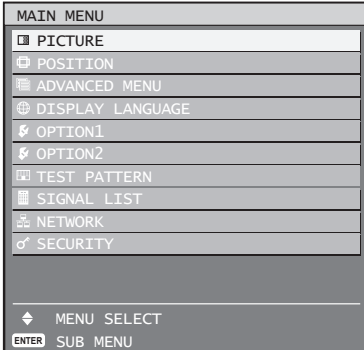 MAIN MENU
PICTURE
POSITION
ADVANCED MENU
DISPLAY LANGUAGE
OPTION1
OPTION2
TEST PATTERN
SIGNAL LIST
NETWORK
SECURITY
MENU SELECT
ENTER SUB MENU